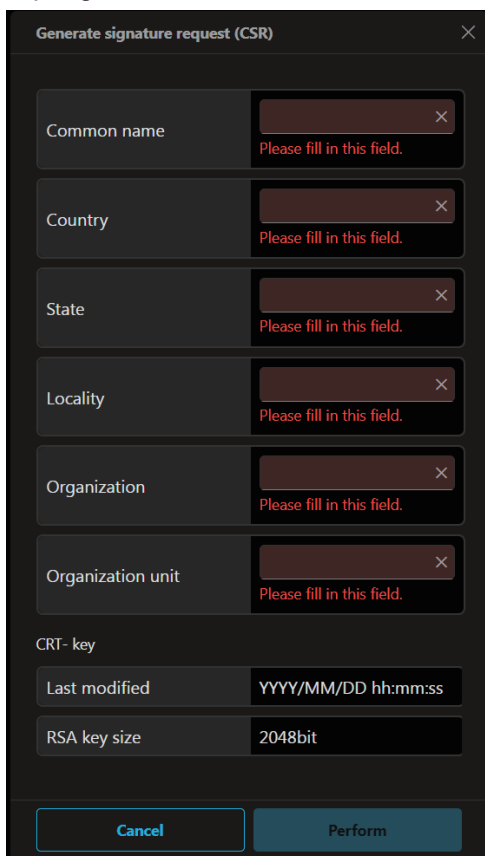 Generate signature request (CSR)
Common name
Please fill in this field.
Country
Please fill in this field.
State
Please fill in this field.
Locality
Please fill in this field.
Organization
Please fill in this field.
Organization unit
Please fill in this field.
CRT- key
Last modified YYYY/MM/DD hh:mm:ss
RSA key size 2048bit
Cancel Perform